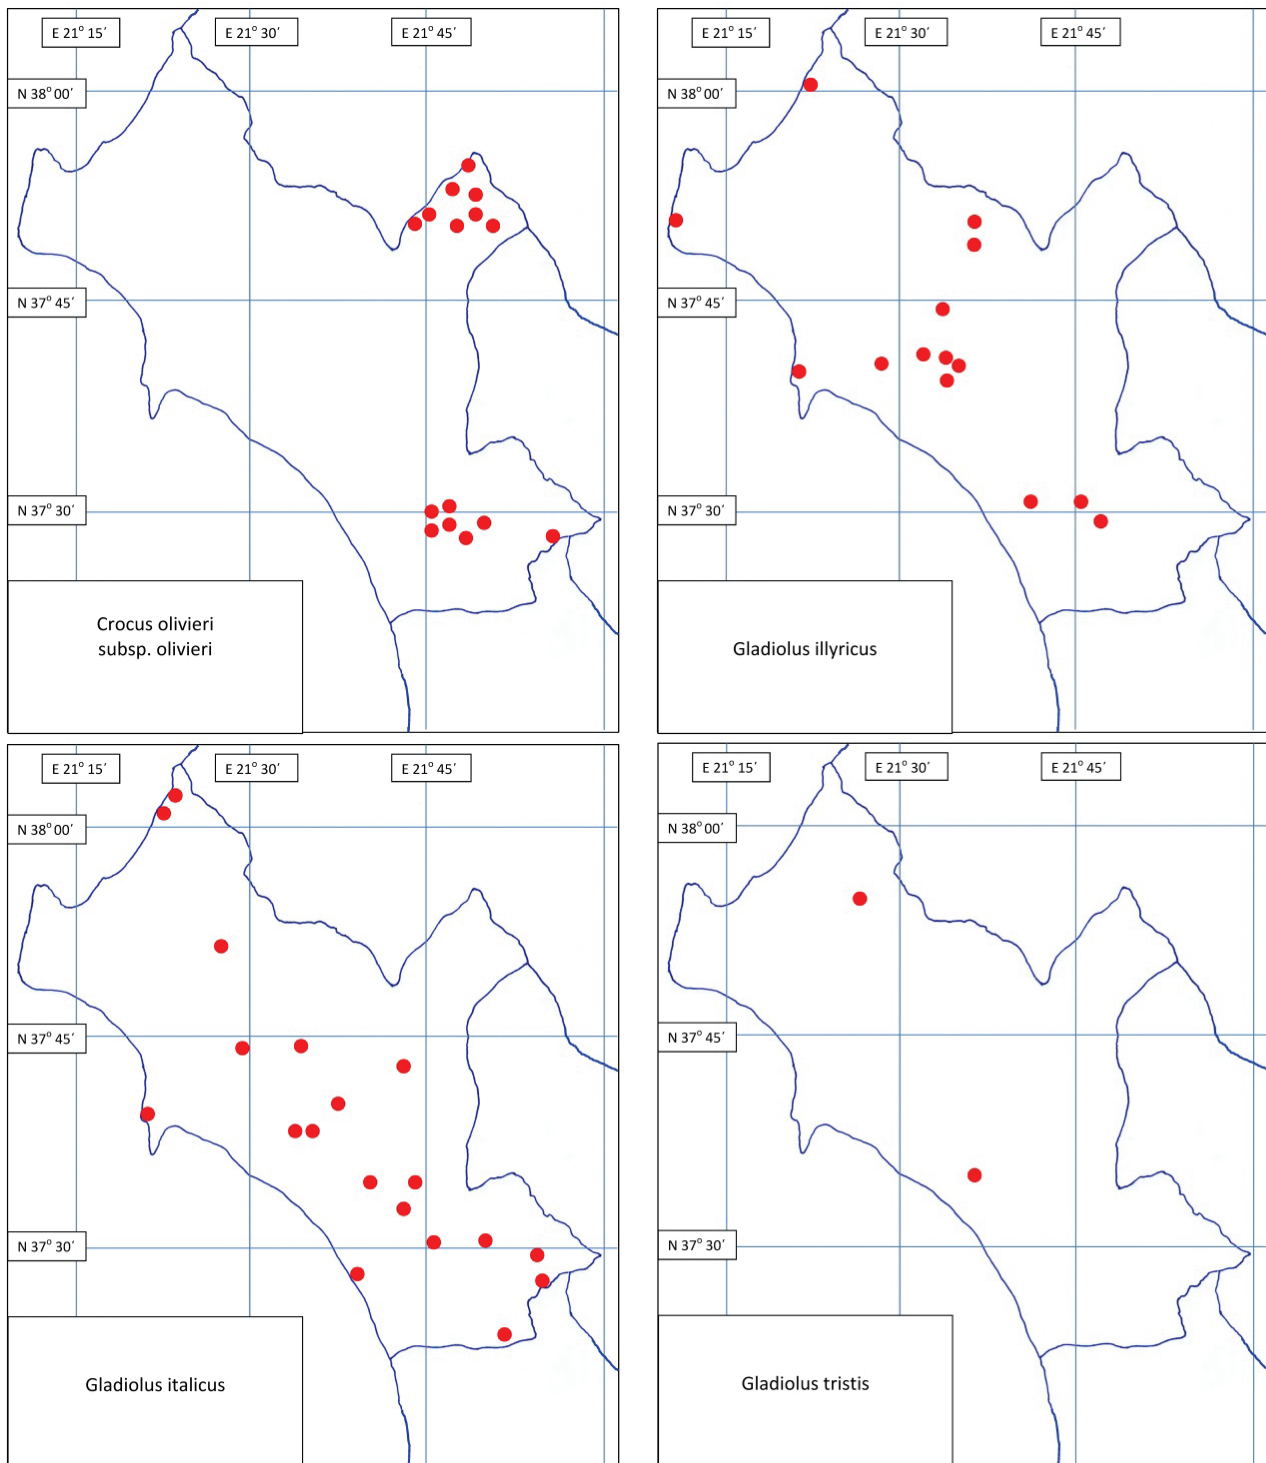 E 21° 15′ E 21° 30′ E 21° 45′
N 38° 00′
N 37° 45′
N 37° 30′
Crocus olivieri
subsp. olivieri
E 21° 15′ E 21° 30′ E 21° 45′
N 38° 00′
N 37° 45′
N 37° 30′
Gladiolus illyricus
E 21° 15′ E 21° 30′ E 21° 45′
N 38° 00′
N 37° 45′
N 37° 30′
Gladiolus italicus
E 21° 15′ E 21° 30′ E 21° 45′
N 38° 00′
N 37° 45′
N 37° 30′
Gladiolus tristis